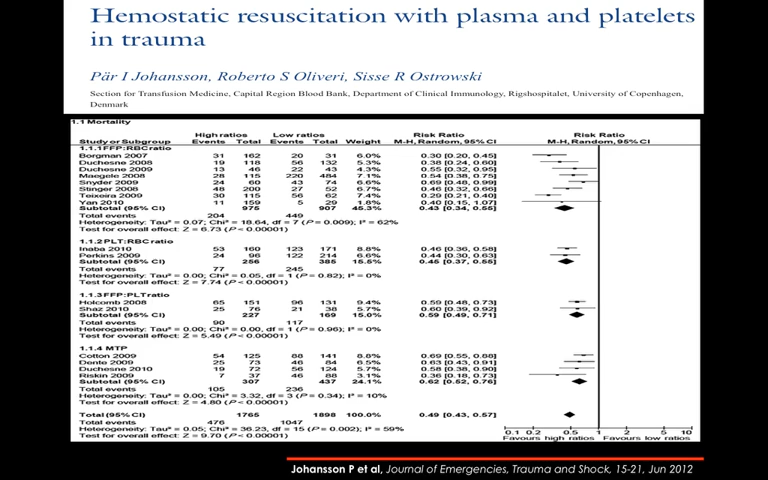 Hemostatic resuscitation with plasma and platelets
in trauma
Pär I Johansson, Roberto S Oliveri, Sisse R Ostrowski
Section for Transfusion Medicine, Capital Region Blood Bank, Department of Clinical Immunology, Rigshospitalet, University of Copenhagen,
Denmark
1.1 Mortality
High ratios Low ratios Risk Ratio Risk Ratio
Study or Subgroup Events Total Events Total Weight M-H, Random, 95% CI M-H, Random, 95% CI
1.1.1 FFP:RBC ratio
Borgman 2007 31 162 20 31 6.0% 0.30 [0.20, 0.45]
Duchesne 2008 19 118 56 132 0.38 [0.24, 0.60]
Duchesne 2009 13 46 22 43 0.55 [0.32, 0.95]
Maegele 2008 28 115 220 484 0.54 [0.38, 0.75]
Snyder 2009 24 60 43 74 0.69 [0.48, 0.99]
Stinger 2008 48 200 27 52 0.46 [0.32, 0.66]
Teixeira 2009 30 115 56 62 0.29 [0.21, 0.40]
Yan 2010 11 159 5 29 0.40 [0.15, 1.07]
Subtotal (95% CI) 975 907 45.3% 0.43 [0.34, 0.55]
Total events 204 449
Heterogeneity: Tau² = 0.07; Chi² = 18.64, df = 7 (P = 0.009); I² = 62%
Test for overall effect: Z = 6.73 (P < 0.00001)
1.1.2 PLT:RBC ratio
Inaba 2010 53 160 123 171 8.8% 0.46 [0.36, 0.58]
Perkins 2009 24 96 122 214 0.44 [0.30, 0.63]
Subtotal (95% CI) 256 385 15.5% 0.45 [0.37, 0.55]
Total events 77 245
Heterogeneity: Tau² = 0.00; Chi² = 0.05, df = 1 (P = 0.82); I² = 0%
Test for overall effect: Z = 7.74 (P < 0.00001)
1.1.3 FFP:PLT ratio
Holcomb 2008 65 151 96 131 9.4% 0.59 [0.48, 0.73]
Shaz 2010 25 76 21 38 0.60 [0.39, 0.92]
Subtotal (95% CI) 227 169 15.0% 0.59 [0.49, 0.71]
Total events 90 117
Heterogeneity: Tau² = 0.00; Chi² = 0.00, df = 1 (P = 0.96); I² = 0%
Test for overall effect: Z = 5.49 (P < 0.00001)
1.1.4 MTP
Cotton 2009 54 125 88 141 8.8% 0.69 [0.55, 0.88]
Dente 2009 25 73 46 84 0.63 [0.43, 0.91]
Duchesne 2010 19 72 56 124 0.58 [0.38, 0.90]
Riskin 2009 7 37 46 88 0.36 [0.18, 0.73]
Subtotal (95% CI) 307 437 24.1% 0.62 [0.52, 0.76]
Total events 105 236
Heterogeneity: Tau² = 0.00; Chi² = 3.32, df = 3 (P = 0.34); I² = 10%
Test for overall effect: Z = 4.80 (P < 0.00001)
Total (95% CI) 1765 1898 100.0% 0.49 [0.43, 0.57]
Total events 476 1047
Heterogeneity: Tau² = 0.05; Chi² = 36.23, df = 15 (P = 0.002); I² = 59%
Test for overall effect: Z = 9.70 (P < 0.00001)
0.1 0.2 0.5 1 2 5 10
Favours high ratios Favours low ratios
Johansson P et al, Journal of Emergencies, Trauma and Shock, 15-21, Jun 2012